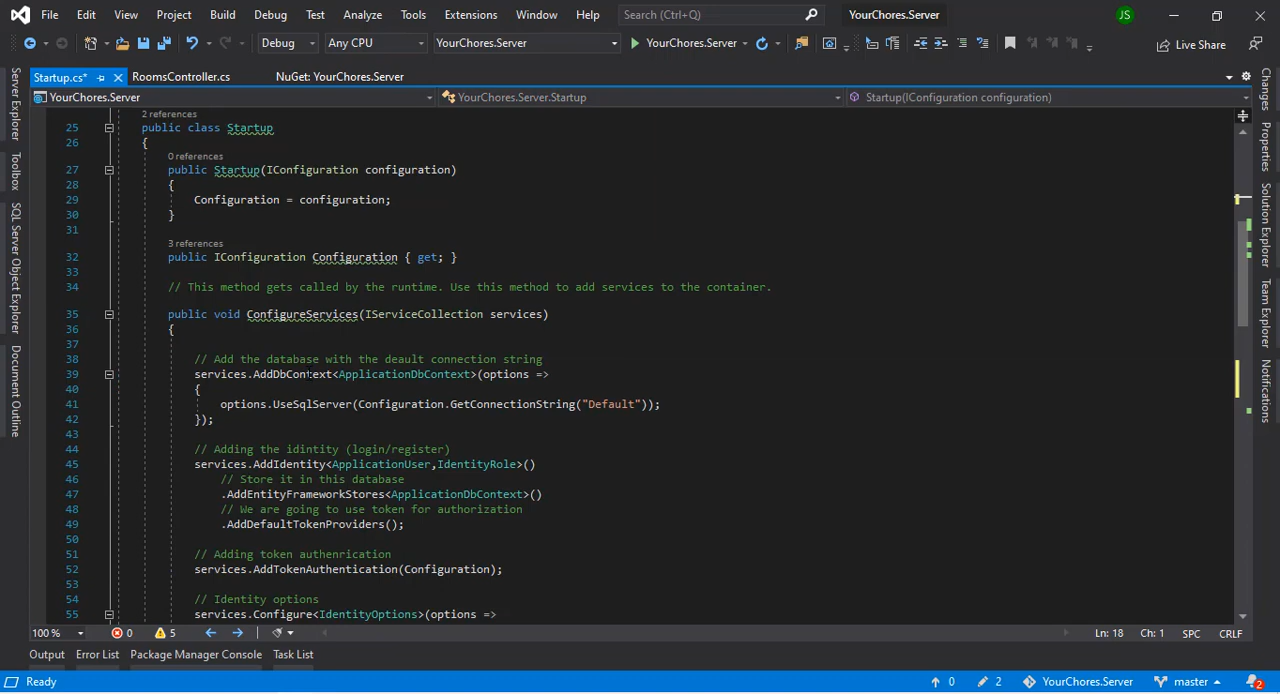 File Edit View Project Build Debug Test Analyze Tools Extensions Window Help Search (Ctrl+Q) YourChores.Server JS
Debug Any CPU YourChores.Server YourChores.Server Live Share
Startup.cs* RoomsController.cs NuGet: YourChores.Server
YourChores.Server YourChores.Server.Startup Startup(IConfiguration configuration)
2 references
25 public class Startup
26 {
0 references
27 public Startup(IConfiguration configuration)
28 {
29 Configuration = configuration;
30 }
31
3 references
32 public IConfiguration Configuration { get; }
33
34 // This method gets called by the runtime. Use this method to add services to the container.
35 public void ConfigureServices(IServiceCollection services)
36 {
37
38 // Add the database with the deault connection string
39 services.AddDbContext<ApplicationDbContext>(options =>
40 {
41 options.UseSqlServer(Configuration.GetConnectionString("Default"));
42 });
43
44 // Adding the idintity (login/register)
45 services.AddIdentity<ApplicationUser,IdentityRole>()
46 // Store it in this database
47 .AddEntityFrameworkStores<ApplicationDbContext>()
48 // We are going to use token for authorization
49 .AddDefaultTokenProviders();
50
51 // Adding token authenrication
52 services.AddTokenAuthentication(Configuration);
53
54 // Identity options
55 services.Configure<IdentityOptions>(options =>
Server Explorer
Toolbox
SQL Server Object Explorer
Document Outline
Changes
Properties
Solution Explorer
Team Explorer
Notifications
100 % 0 5 Ln: 18 Ch: 1 SPC CRLF
Output Error List Package Manager Console Task List
Ready 0 2 YourChores.Server master 2